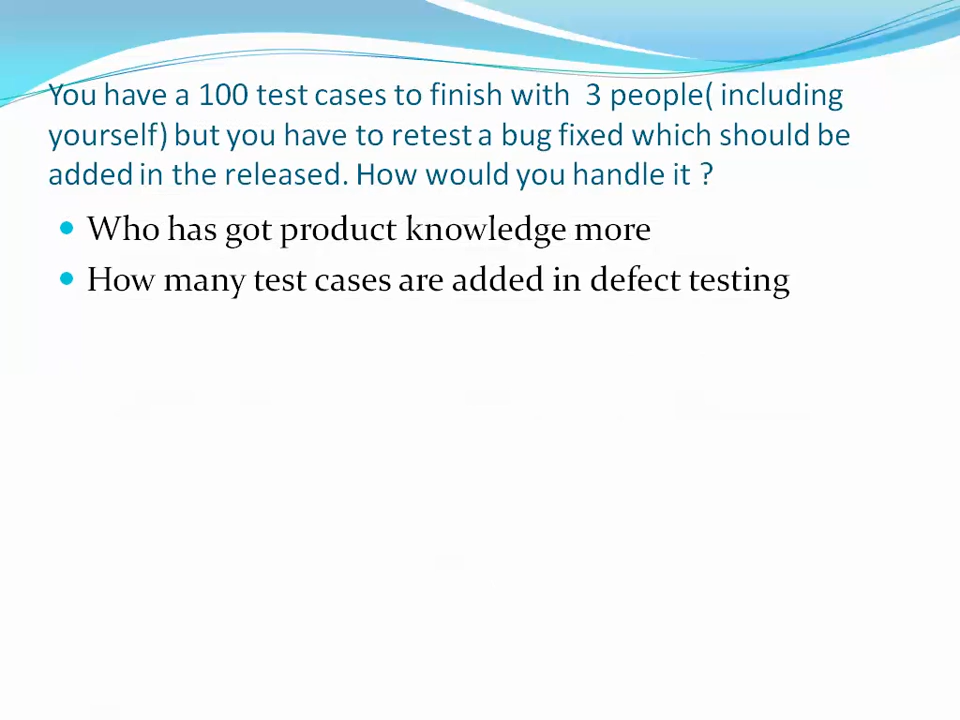 You have a 100 test cases to finish with  3 people( including
yourself) but you have to retest a bug fixed which should be
added in the released. How would you handle it ?
• Who has got product knowledge more
• How many test cases are added in defect testing